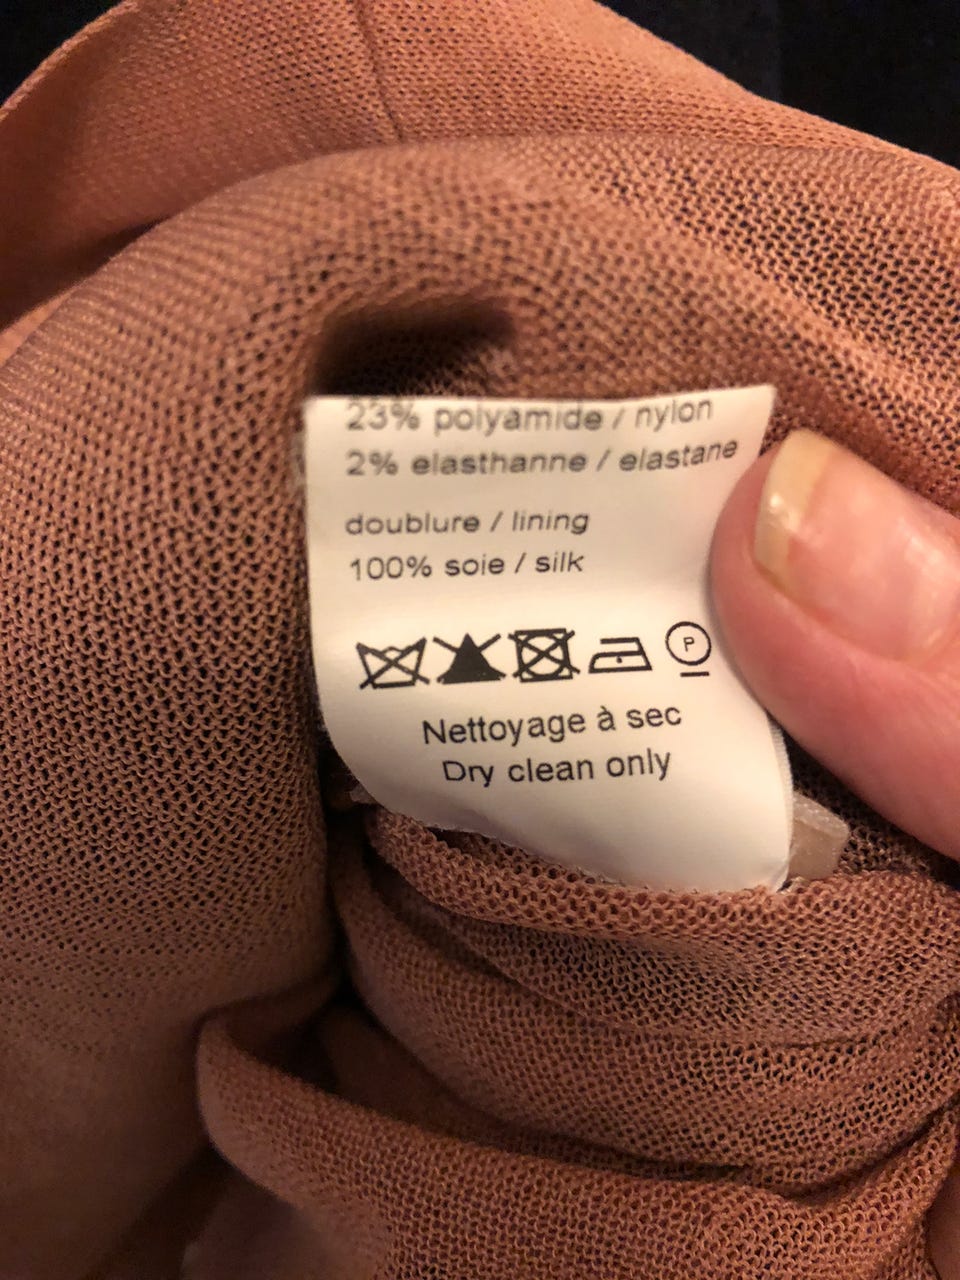 23% polyamide / nylon
2% elasthanne / elastane
doublure / lining
100% soie / silk
P
Nettoyage à sec
Dry clean only